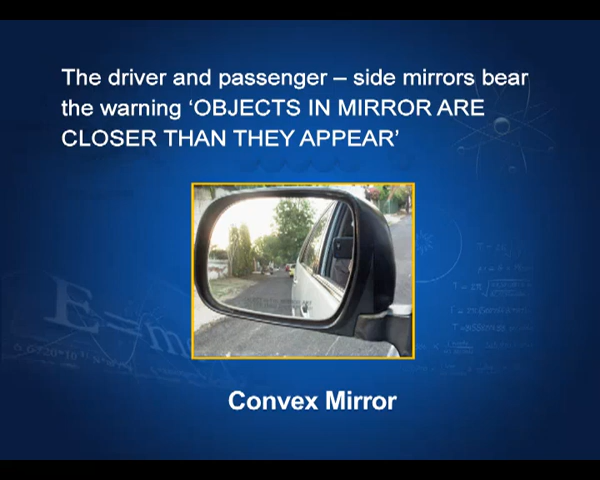 The driver and passenger – side mirrors bear
the warning ‘OBJECTS IN MIRROR ARE
CLOSER THAN THEY APPEAR’
Convex Mirror